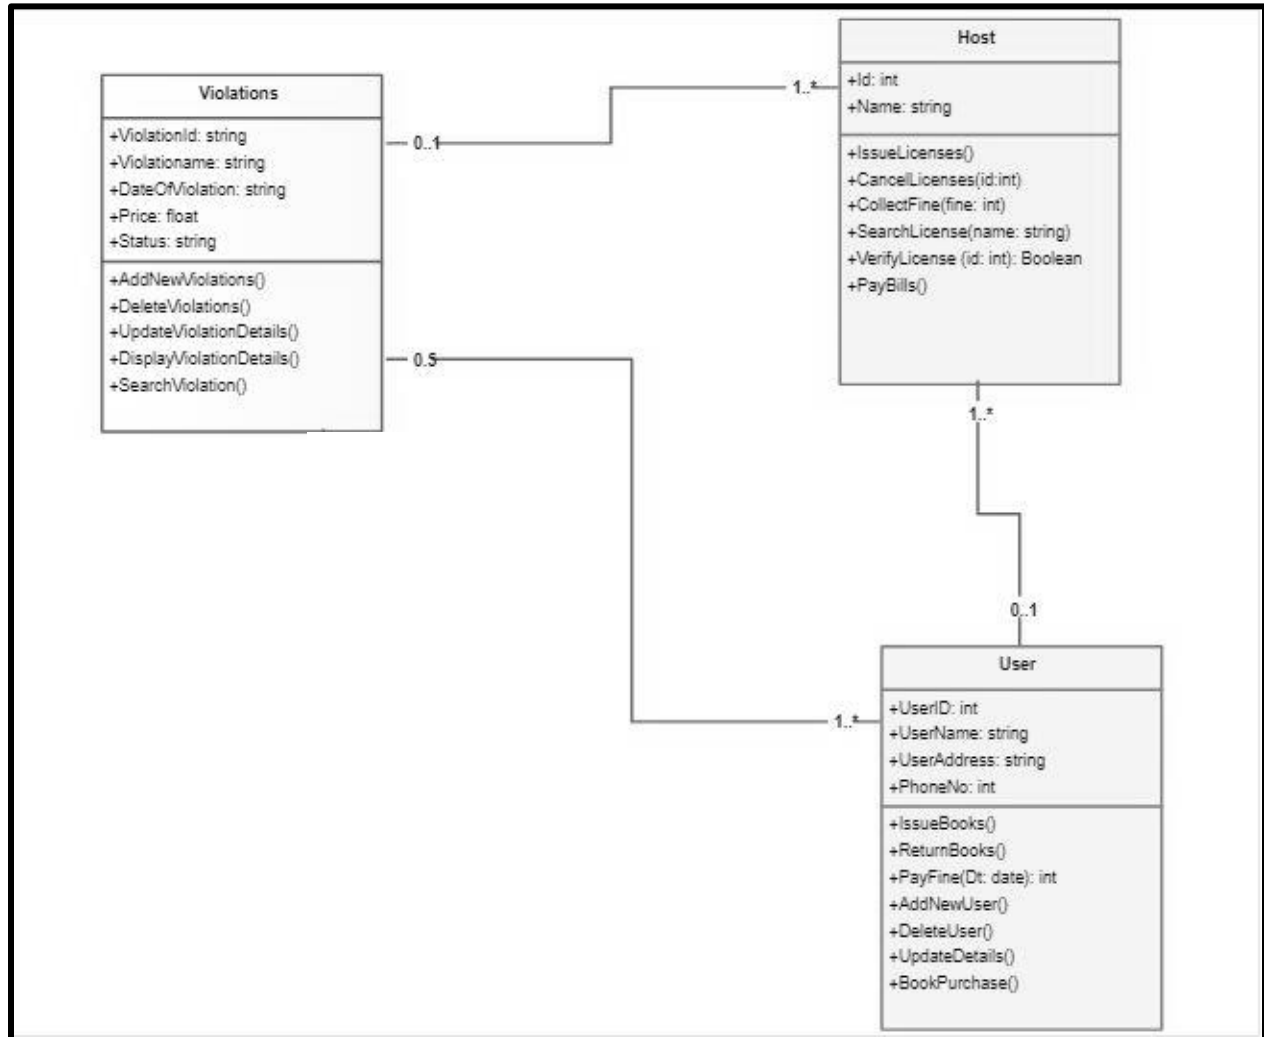 Violations
+ViolationId: string
+Violationame: string
+DateOfViolation: string
+Price: float
+Status: string
+AddNewViolations()
+DeleteViolations()
+UpdateViolationDetails()
+DisplayViolationDetails()
+SearchViolation()
0..1
0.5
1..*
Host
+Id: int
+Name: string
+IssueLicenses()
+CancelLicenses(id:int)
+CollectFine(fine: int)
+SearchLicense(name: string)
+VerifyLicense (id: int): Boolean
+PayBills()
1..*
0..1
1..*
User
+UserID: int
+UserName: string
+UserAddress: string
+PhoneNo: int
+IssueBooks()
+ReturnBooks()
+PayFine(Dt: date): int
+AddNewUser()
+DeleteUser()
+UpdateDetails()
+BookPurchase()